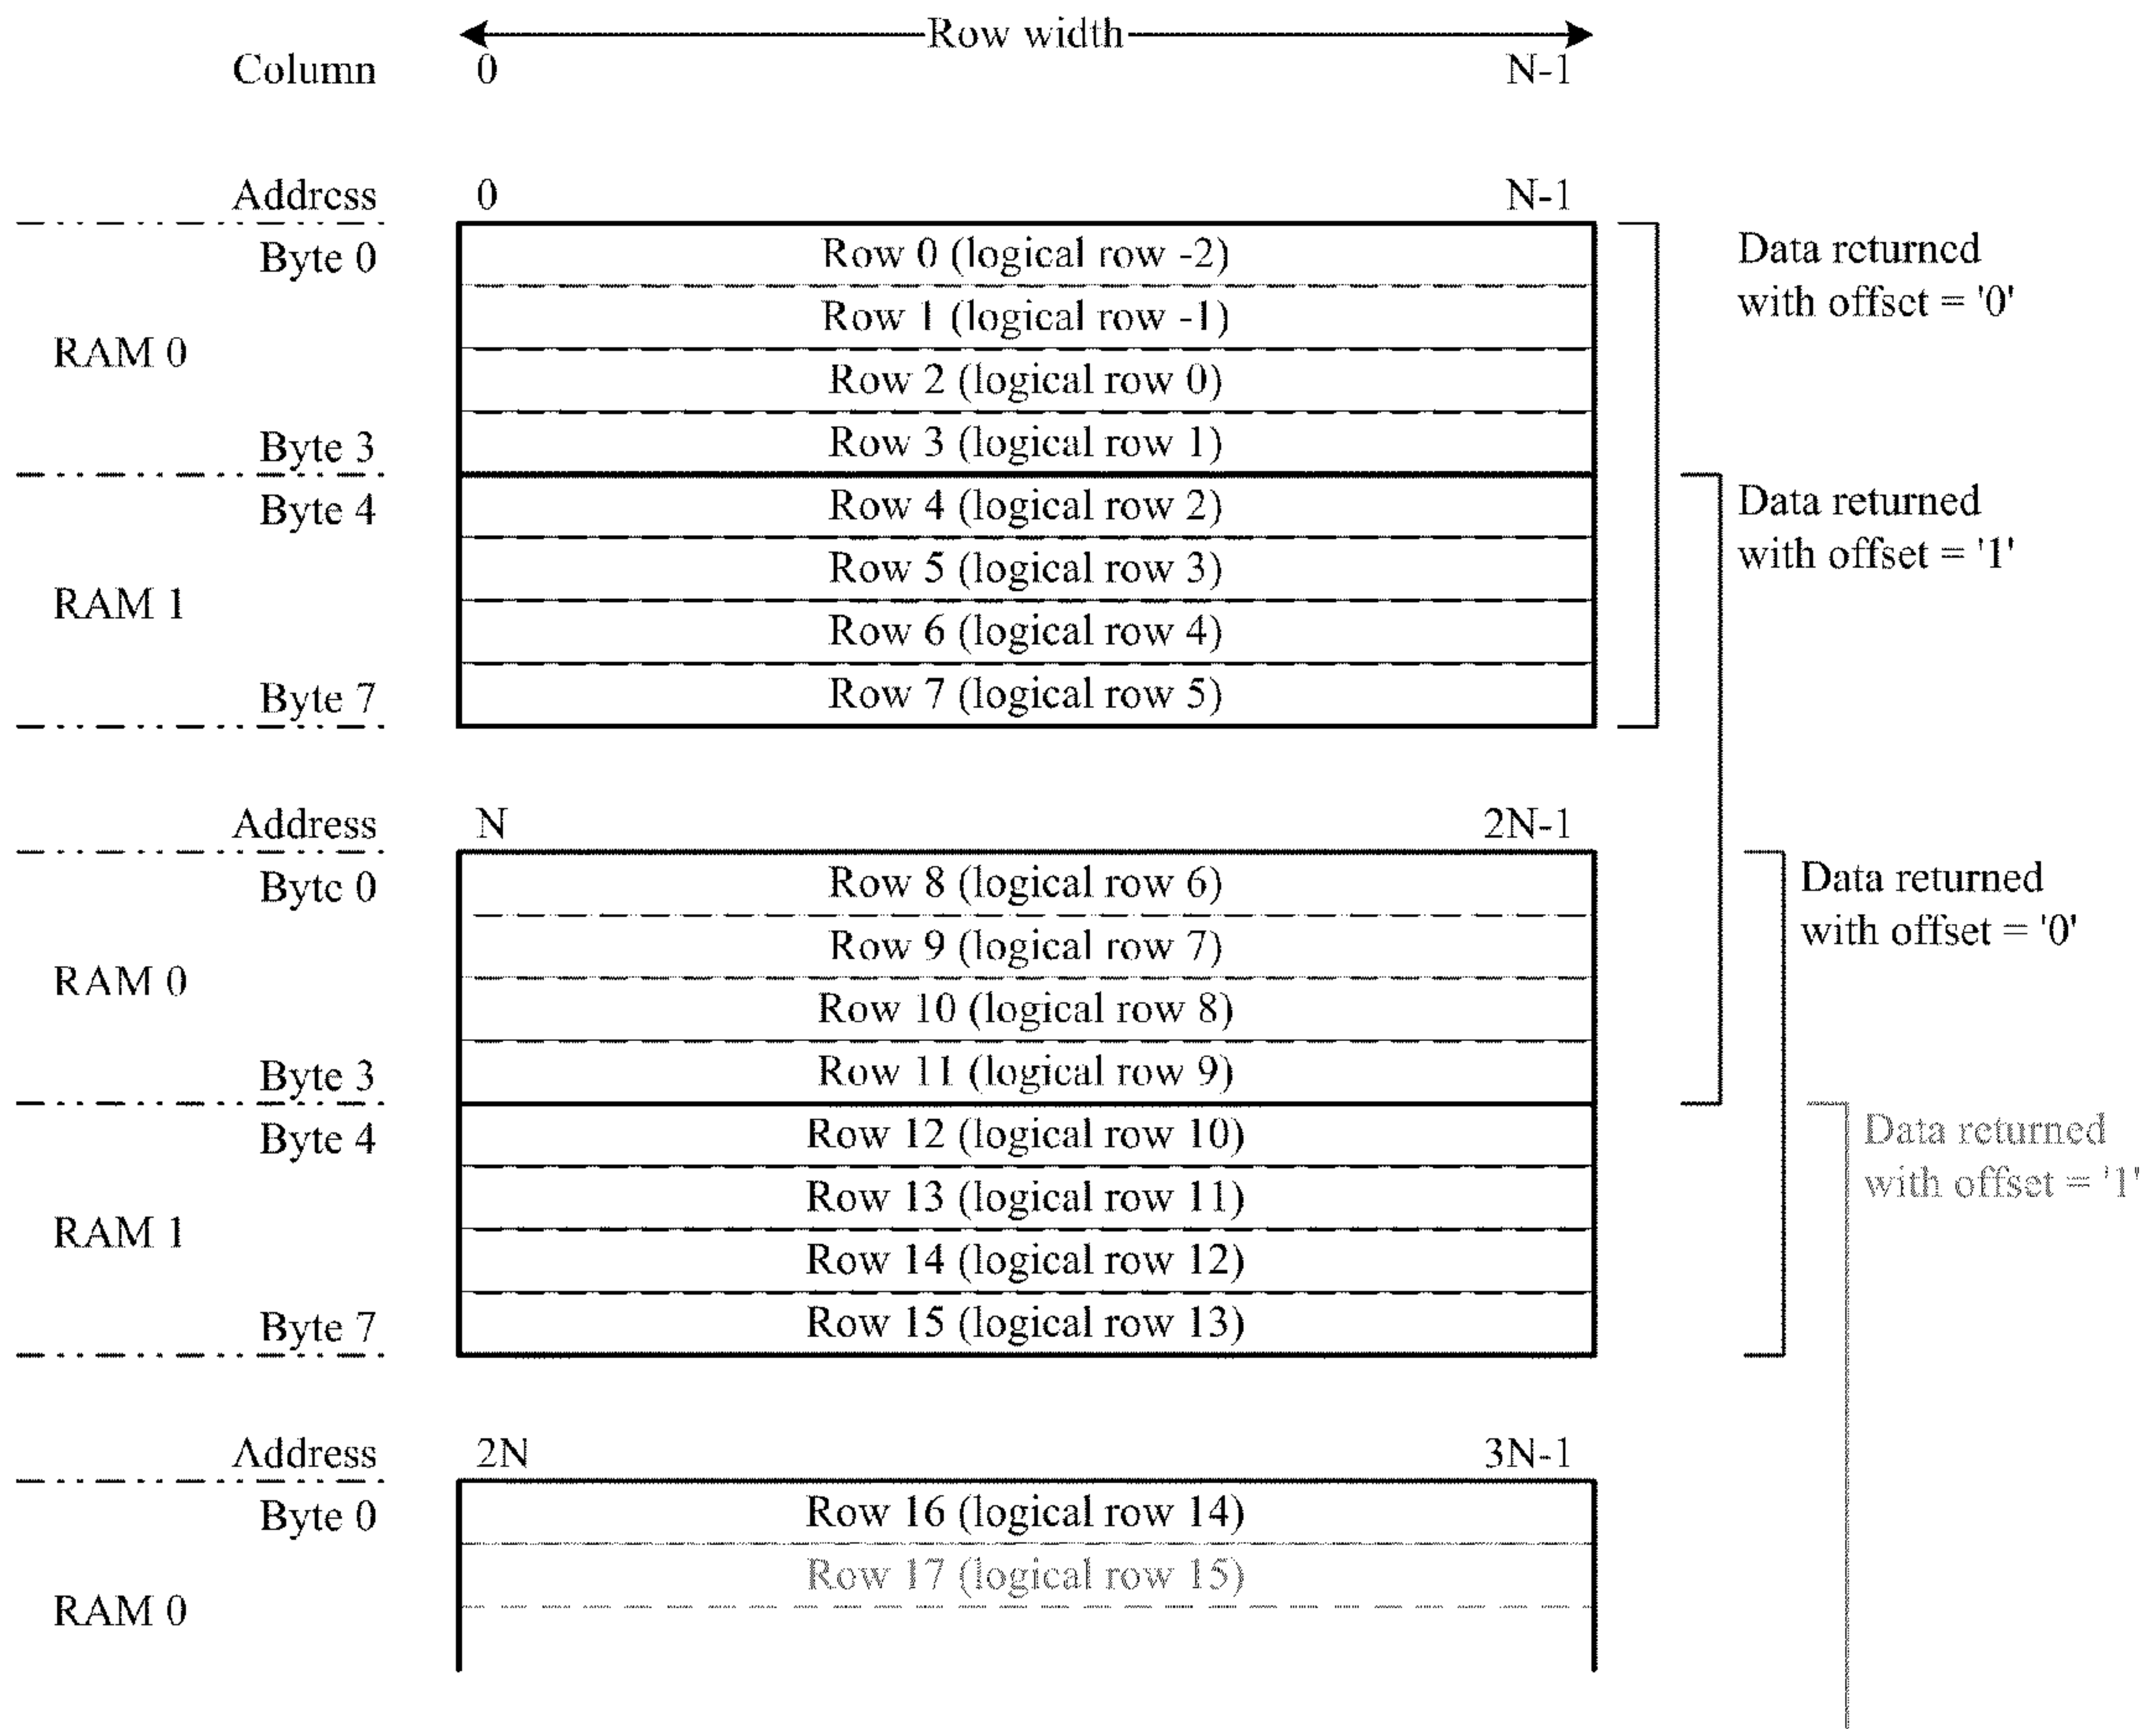 Row width
Column 0 N-1
Address 0 N-1
Byte 0 Row 0 (logical row -2) Data returned
Row 1 (logical row -1) with offset = '0'
RAM 0 Row 2 (logical row 0)
Byte 3 Row 3 (logical row 1)
Byte 4 Row 4 (logical row 2) Data returned
Row 5 (logical row 3) with offset = '1'
RAM 1 Row 6 (logical row 4)
Byte 7 Row 7 (logical row 5)
Address N 2N-1
Byte 0 Row 8 (logical row 6) Data returned
Row 9 (logical row 7) with offset = '0'
RAM 0 Row 10 (logical row 8)
Byte 3 Row 11 (logical row 9)
Byte 4 Row 12 (logical row 10) Data returned
Row 13 (logical row 11) with offset = '1'
RAM 1 Row 14 (logical row 12)
Byte 7 Row 15 (logical row 13)
Address 2N 3N-1
Byte 0 Row 16 (logical row 14)
Row 17 (logical row 15)
RAM 0